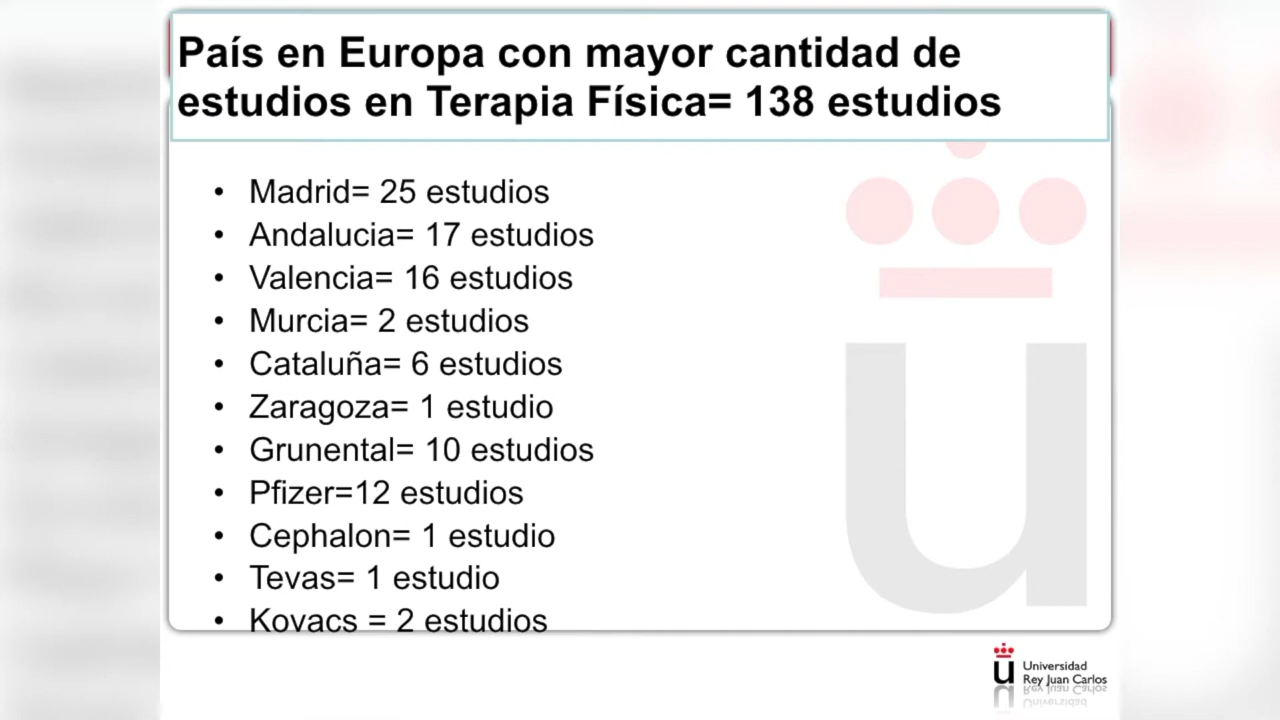 País en Europa con mayor cantidad de
estudios en Terapia Física= 138 estudios
• Madrid= 25 estudios
• Andalucia= 17 estudios
• Valencia= 16 estudios
• Murcia= 2 estudios
• Cataluña= 6 estudios
• Zaragoza= 1 estudio
• Grunental= 10 estudios
• Pfizer=12 estudios
• Cephalon= 1 estudio
• Tevas= 1 estudio
• Kovacs = 2 estudios
u
u Universidad
Rey Juan Carlos